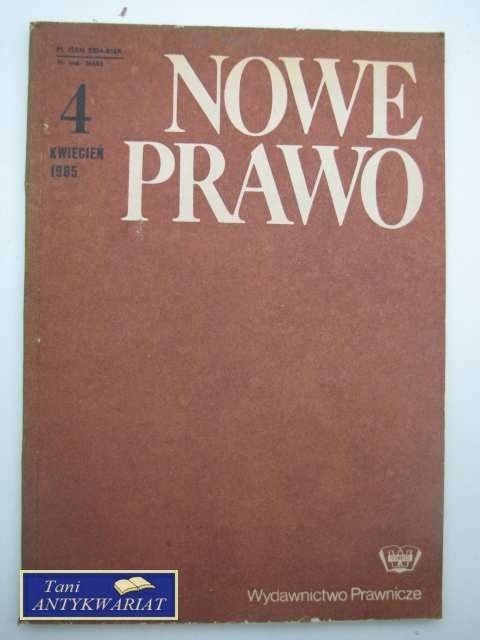 4
KWIECIEŃ
1985
NOWE
PRAWO
Wydawnictwo Prawnicze
Tani
ANTYKWARIAT